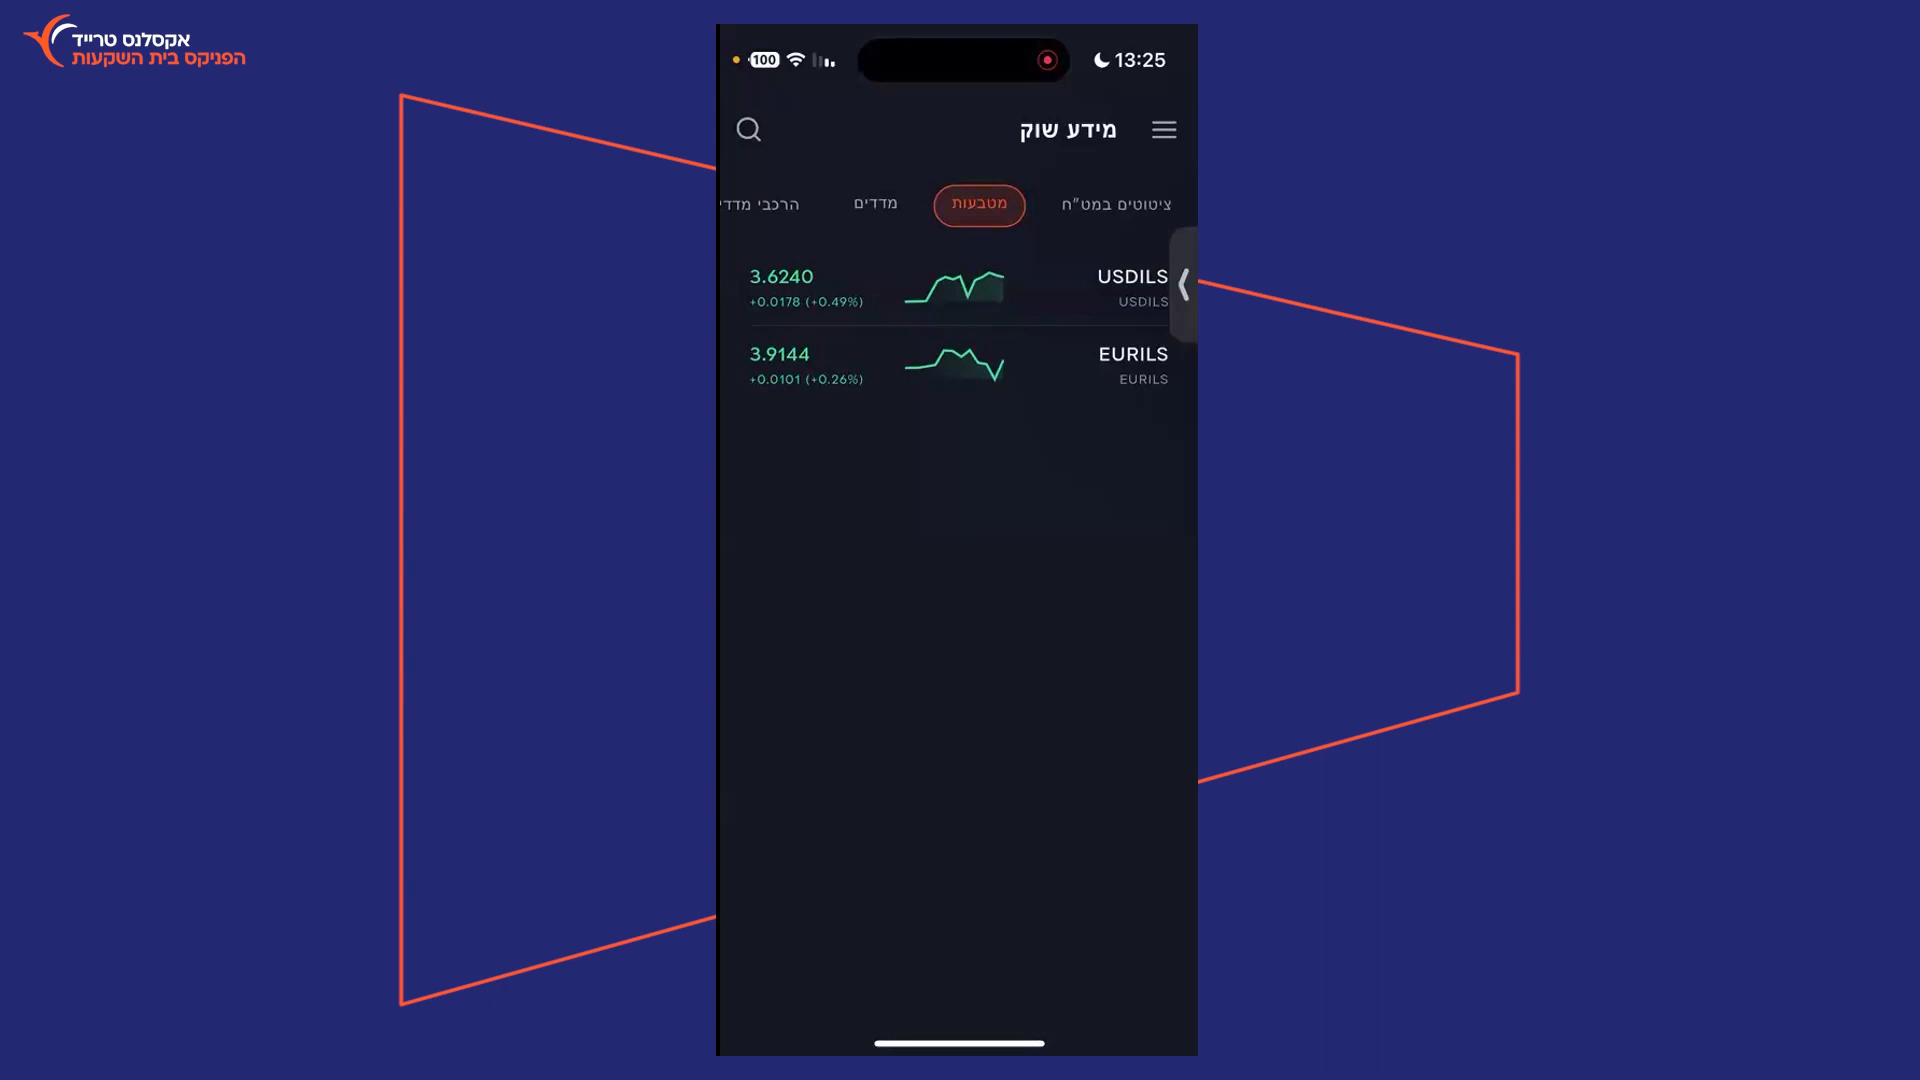 אקסלנס טרייד
הפניקס בית השקעות
100
13:25
מידע שוק
ציטוטים במט"ח מטבעות מדדים הרכבי מדדי
USDILS 3.6240
USDILS +0.0178 (+0.49%)
EURILS 3.9144
EURILS +0.0101 (+0.26%)